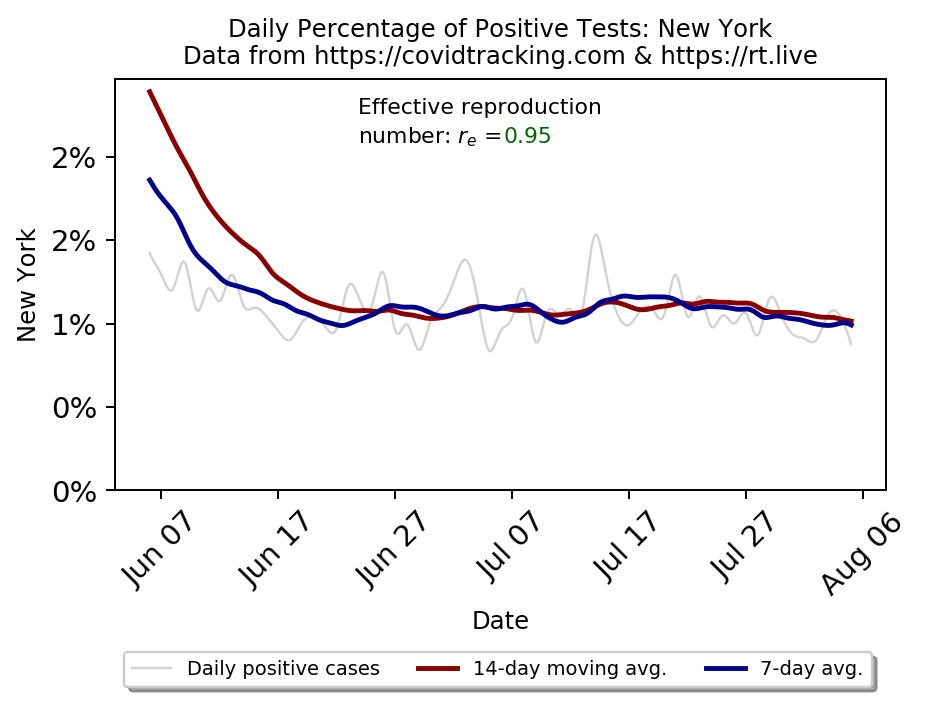 Daily Percentage of Positive Tests: New York
Data from https://covidtracking.com & https://rt.live
Effective reproduction
number: rₑ =0.95
2%
2%
1%
0%
0%
New York
Jun 07
Jun 17
Jun 27
Jul 07
Jul 17
Jul 27
Aug 06
Date
Daily positive cases
14-day moving avg.
7-day avg.